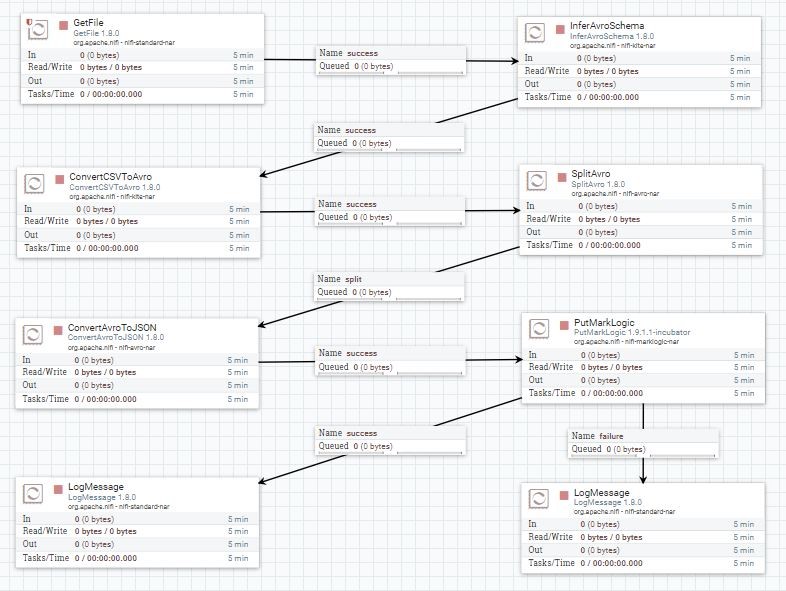 GetFile
GetFile 1.8.0
org.apache.nifi - nifi-standard-nar
In 0 (0 bytes) 5 min
Read/Write 0 bytes / 0 bytes 5 min
Out 0 (0 bytes) 5 min
Tasks/Time 0 / 00:00:00.000 5 min
Name success
Queued 0 (0 bytes)
InferAvroSchema
InferAvroSchema 1.8.0
org.apache.nifi - nifi-kite-nar
In 0 (0 bytes) 5 min
Read/Write 0 bytes / 0 bytes 5 min
Out 0 (0 bytes) 5 min
Tasks/Time 0 / 00:00:00.000 5 min
Name success
Queued 0 (0 bytes)
ConvertCSVToAvro
ConvertCSVToAvro 1.8.0
org.apache.nifi - nifi-kite-nar
In 0 (0 bytes) 5 min
Read/Write 0 bytes / 0 bytes 5 min
Out 0 (0 bytes) 5 min
Tasks/Time 0 / 00:00:00.000 5 min
Name success
Queued 0 (0 bytes)
SplitAvro
SplitAvro 1.8.0
org.apache.nifi - nifi-avro-nar
In 0 (0 bytes) 5 min
Read/Write 0 bytes / 0 bytes 5 min
Out 0 (0 bytes) 5 min
Tasks/Time 0 / 00:00:00.000 5 min
Name split
Queued 0 (0 bytes)
ConvertAvroToJSON
ConvertAvroToJSON 1.8.0
org.apache.nifi - nifi-avro-nar
In 0 (0 bytes) 5 min
Read/Write 0 bytes / 0 bytes 5 min
Out 0 (0 bytes) 5 min
Tasks/Time 0 / 00:00:00.000 5 min
Name success
Queued 0 (0 bytes)
PutMarkLogic
PutMarkLogic 1.9.1.1-incubator
org.apache.nifi - nifi-marklogic-nar
In 0 (0 bytes) 5 min
Read/Write 0 bytes / 0 bytes 5 min
Out 0 (0 bytes) 5 min
Tasks/Time 0 / 00:00:00.000 5 min
Name success
Queued 0 (0 bytes)
Name failure
Queued 0 (0 bytes)
LogMessage
LogMessage 1.8.0
org.apache.nifi - nifi-standard-nar
In 0 (0 bytes) 5 min
Read/Write 0 bytes / 0 bytes 5 min
Out 0 (0 bytes) 5 min
Tasks/Time 0 / 00:00:00.000 5 min
LogMessage
LogMessage 1.8.0
org.apache.nifi - nifi-standard-nar
In 0 (0 bytes) 5 min
Read/Write 0 bytes / 0 bytes 5 min
Out 0 (0 bytes) 5 min
Tasks/Time 0 / 00:00:00.000 5 min